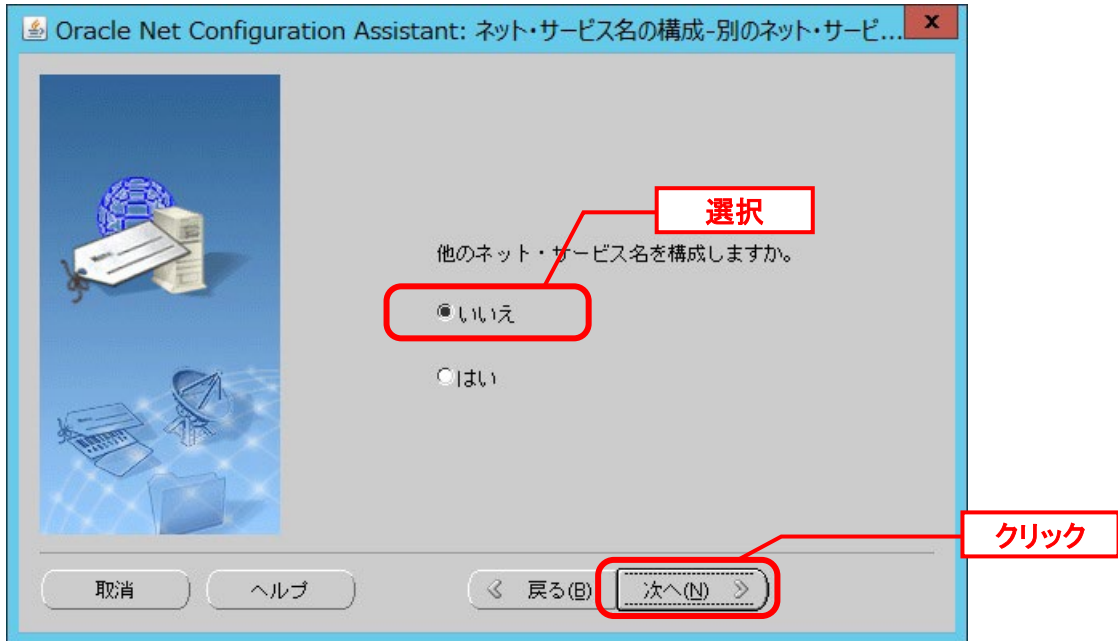 Oracle Net Configuration Assistant: ネット・サービス名の構成-別のネット・サービ...
x
選択
他のネット・サービス名を構成しますか。
いいえ
はい
クリック
取消
ヘルプ
戻る(B)
次へ(N)